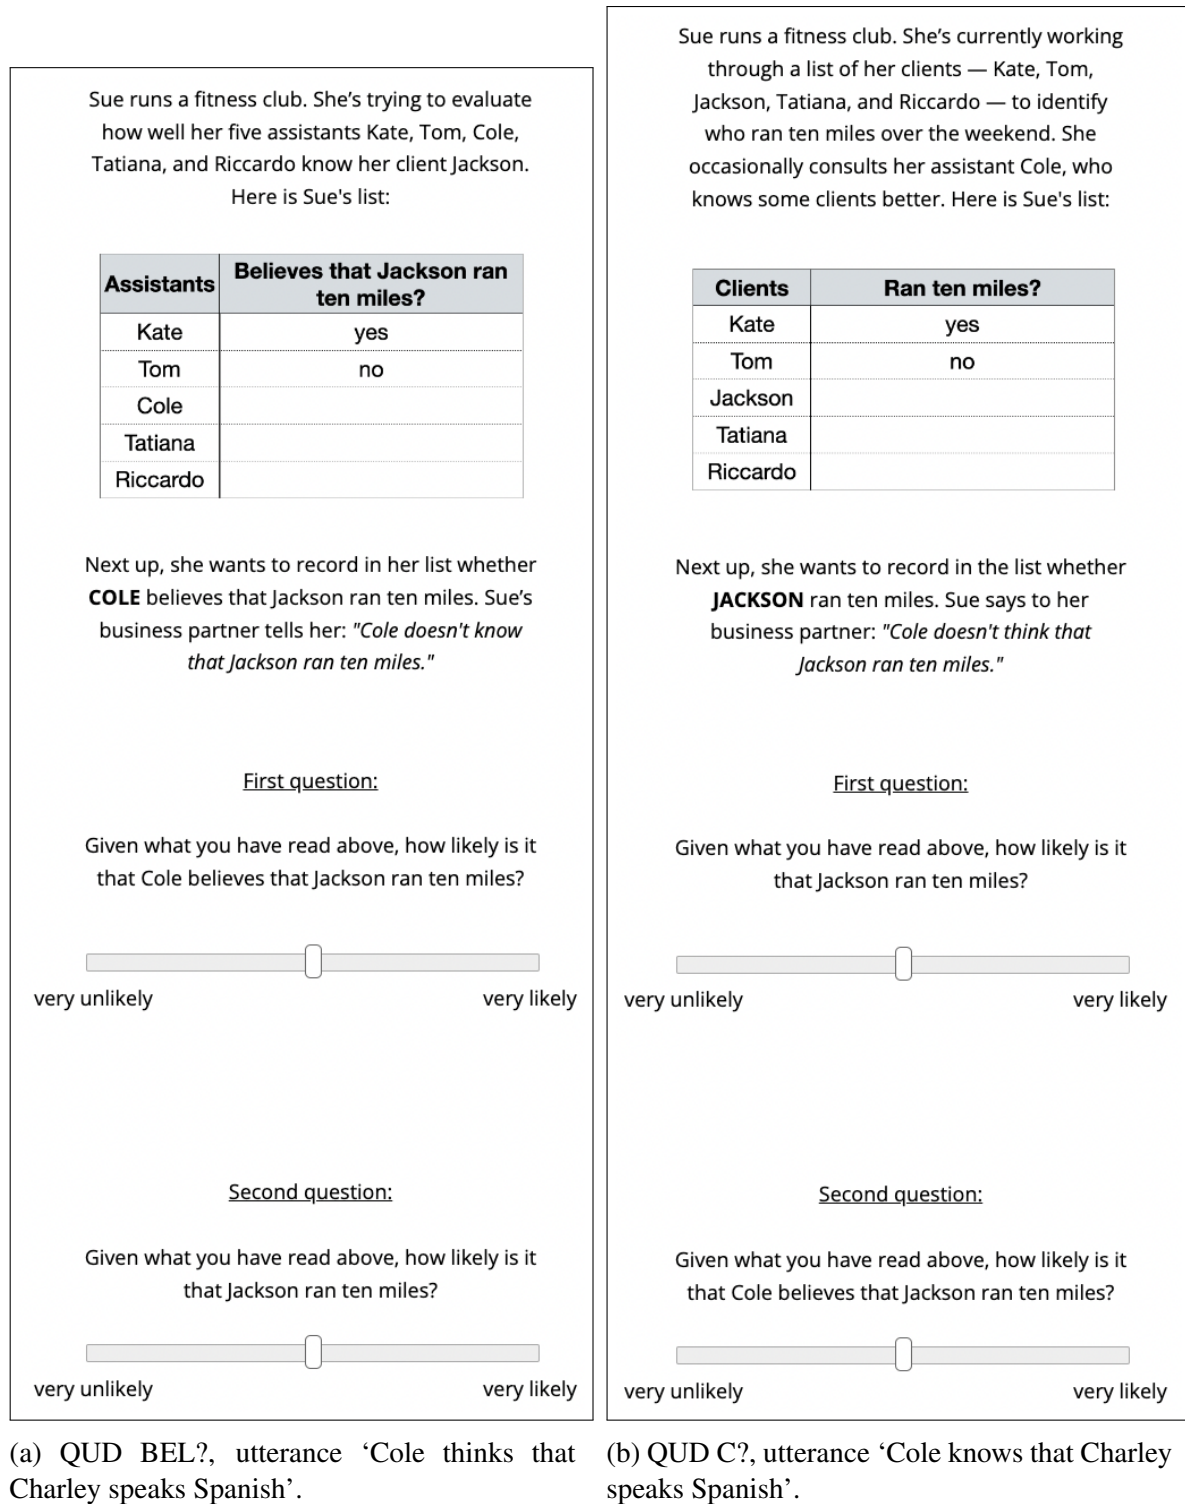 Sue runs a fitness club. She's trying to evaluate
how well her five assistants Kate, Tom, Cole,
Tatiana, and Riccardo know her client Jackson.
Here is Sue's list:
Assistants
Believes that Jackson ran
ten miles?
Kate yes
Tom no
Cole
Tatiana
Riccardo
Next up, she wants to record in her list whether
COLE believes that Jackson ran ten miles. Sue's
business partner tells her: "Cole doesn't know
that Jackson ran ten miles."
First question:
Given what you have read above, how likely is it
that Cole believes that Jackson ran ten miles?
very unlikely very likely
Second question:
Given what you have read above, how likely is it
that Jackson ran ten miles?
very unlikely very likely
(a) QUD BEL?, utterance ‘Cole thinks that
Charley speaks Spanish’.
Sue runs a fitness club. She's currently working
through a list of her clients — Kate, Tom,
Jackson, Tatiana, and Riccardo — to identify
who ran ten miles over the weekend. She
occasionally consults her assistant Cole, who
knows some clients better. Here is Sue's list:
Clients Ran ten miles?
Kate yes
Tom no
Jackson
Tatiana
Riccardo
Next up, she wants to record in the list whether
JACKSON ran ten miles. Sue says to her
business partner: "Cole doesn't think that
Jackson ran ten miles."
First question:
Given what you have read above, how likely is it
that Jackson ran ten miles?
very unlikely very likely
Second question:
Given what you have read above, how likely is it
that Cole believes that Jackson ran ten miles?
very unlikely very likely
(b) QUD C?, utterance ‘Cole knows that Charley
speaks Spanish’.